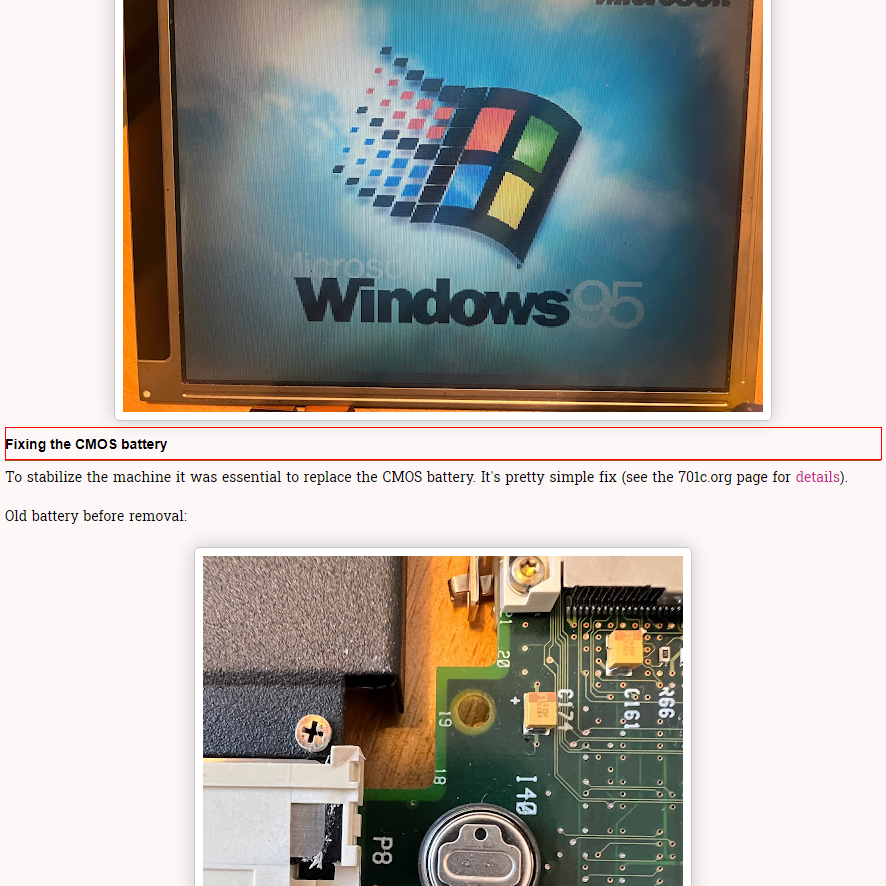 Microsoft
Windows 95
Fixing the CMOS battery
To stabilize the machine it was essential to replace the CMOS battery. It's pretty simple fix (see the 701c.org page for details).
Old battery before removal:
21
20
19
C174
C161
R66
18
I40
P8